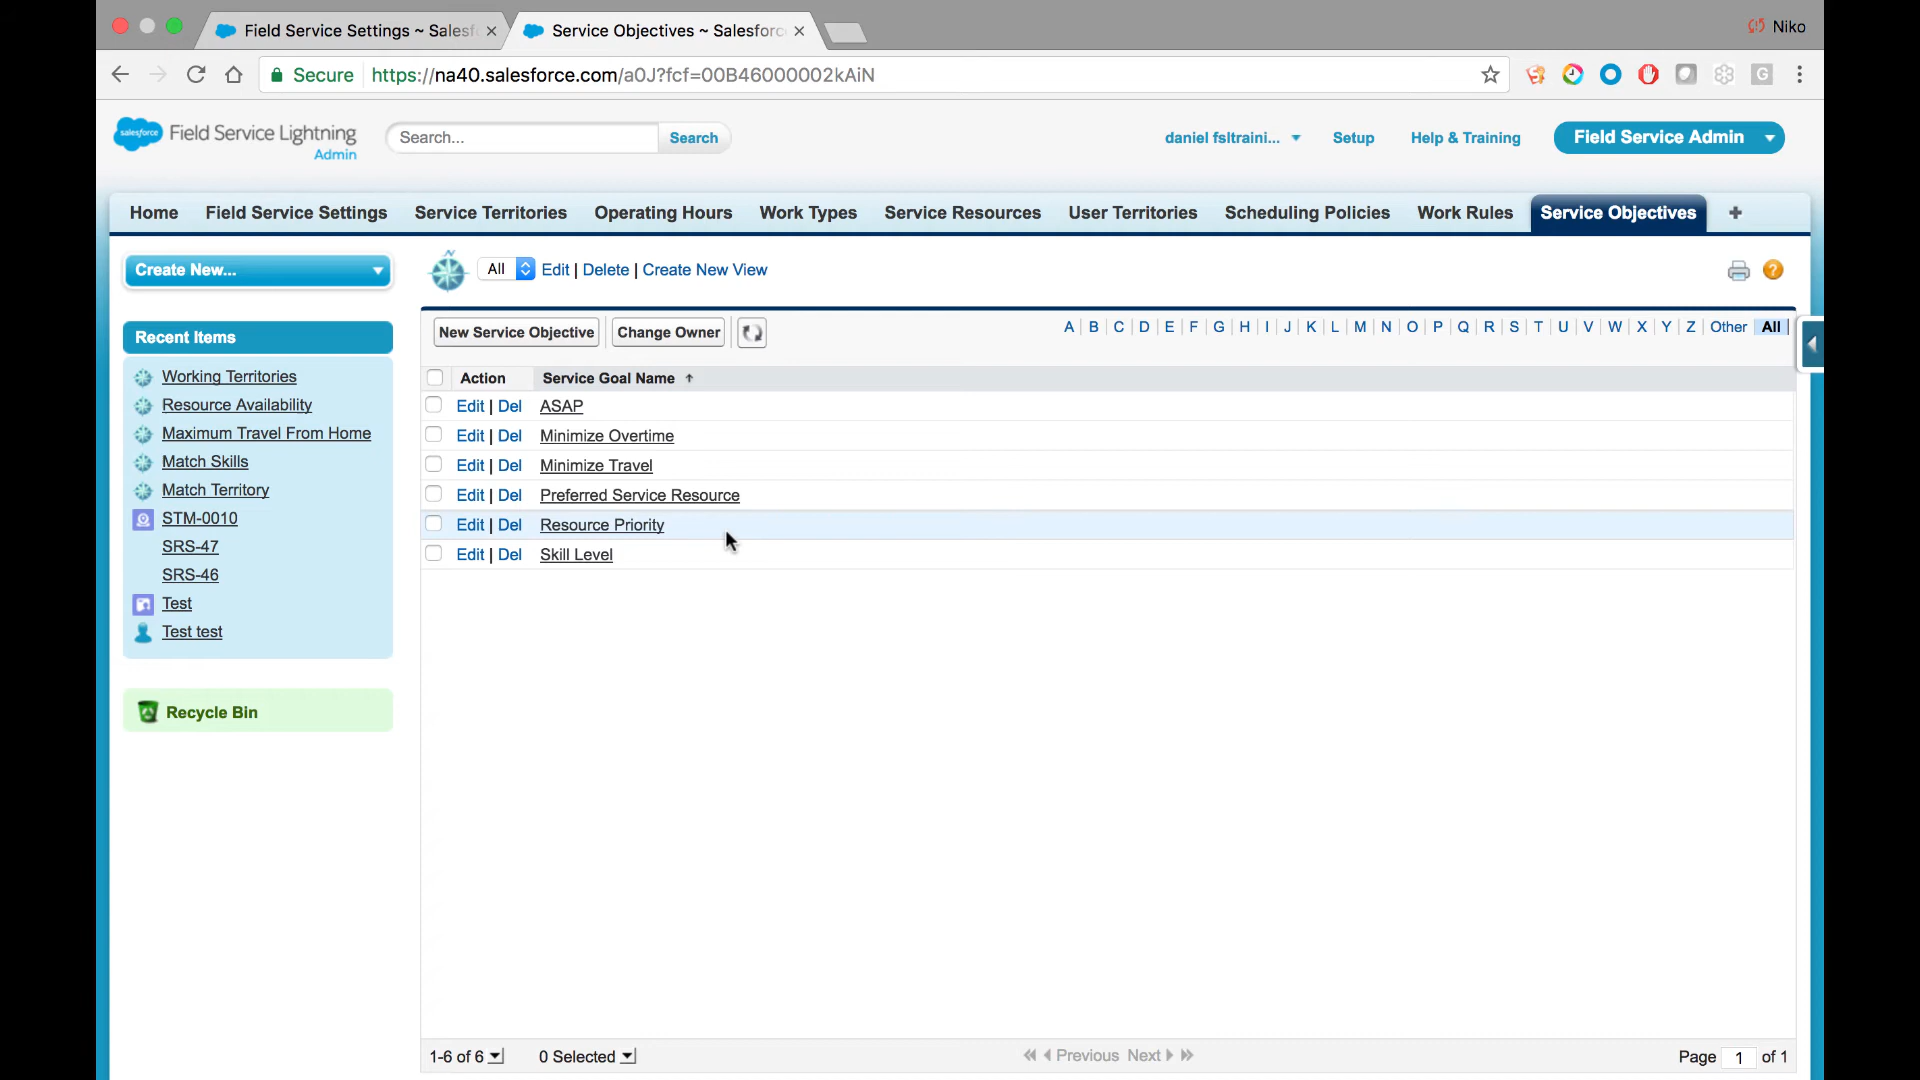 Field Service Settings ~ Salesf
Service Objectives ~ Salesforc
Niko
Secure
https://na40.salesforce.com/a0J?fcf=00B46000002kAiN
G
salesforce
Field Service Lightning
Admin
Search...
Search
daniel fsltraini...
Setup
Help & Training
Field Service Admin
Home
Field Service Settings
Service Territories
Operating Hours
Work Types
Service Resources
User Territories
Scheduling Policies
Work Rules
Service Objectives
+
Create New...
All
Edit | Delete | Create New View
?
Recent Items
Working Territories
Resource Availability
Maximum Travel From Home
Match Skills
Match Territory
STM-0010
SRS-47
SRS-46
Test
Test test
Recycle Bin
New Service Objective
Change Owner
A | B | C | D | E | F | G | H | I | J | K | L | M | N | O | P | Q | R | S | T | U | V | W | X | Y | Z | Other | All |
Action
Service Goal Name
Edit | Del ASAP
Edit | Del Minimize Overtime
Edit | Del Minimize Travel
Edit | Del Preferred Service Resource
Edit | Del Resource Priority
Edit | Del Skill Level
1-6 of 6
0 Selected
Previous
Next
Page 1 of 1